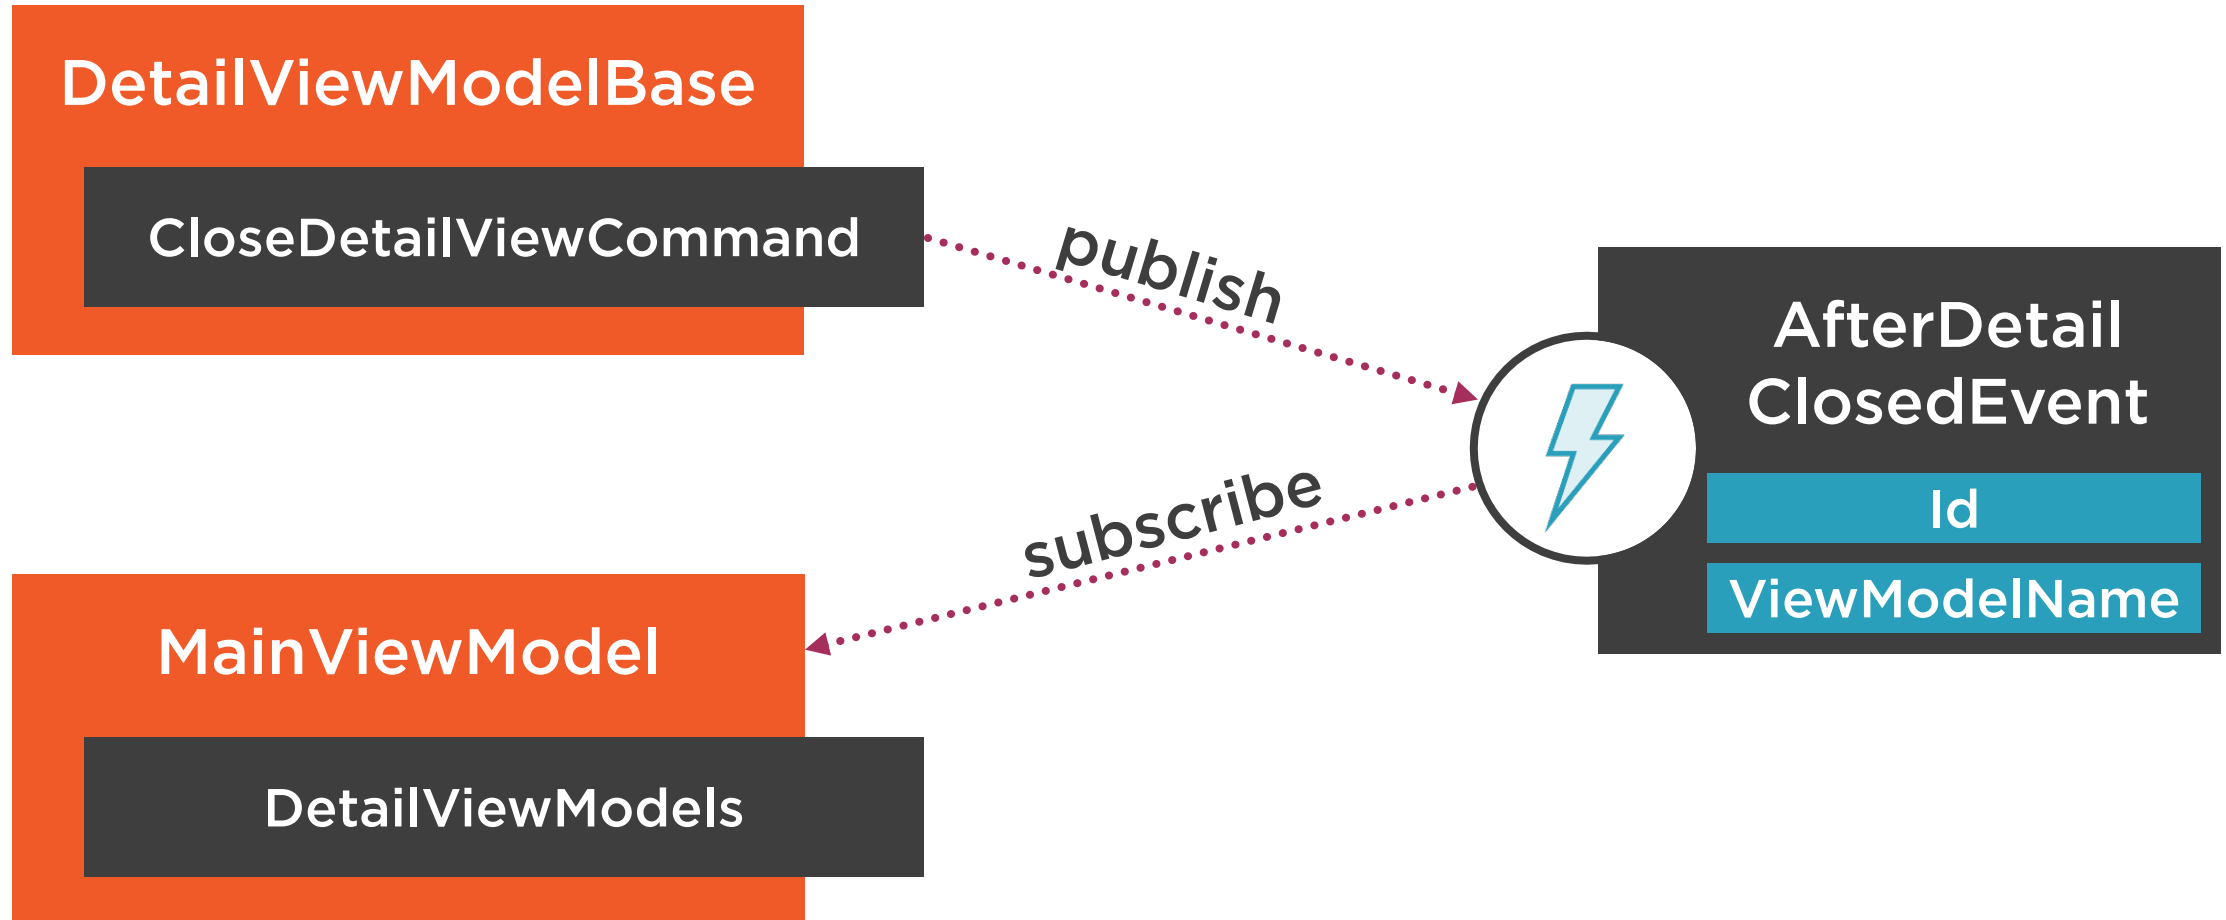 DetailViewModelBase
CloseDetailViewCommand
publish
AfterDetail
ClosedEvent
Id
ViewModelName
subscribe
MainViewModel
DetailViewModels